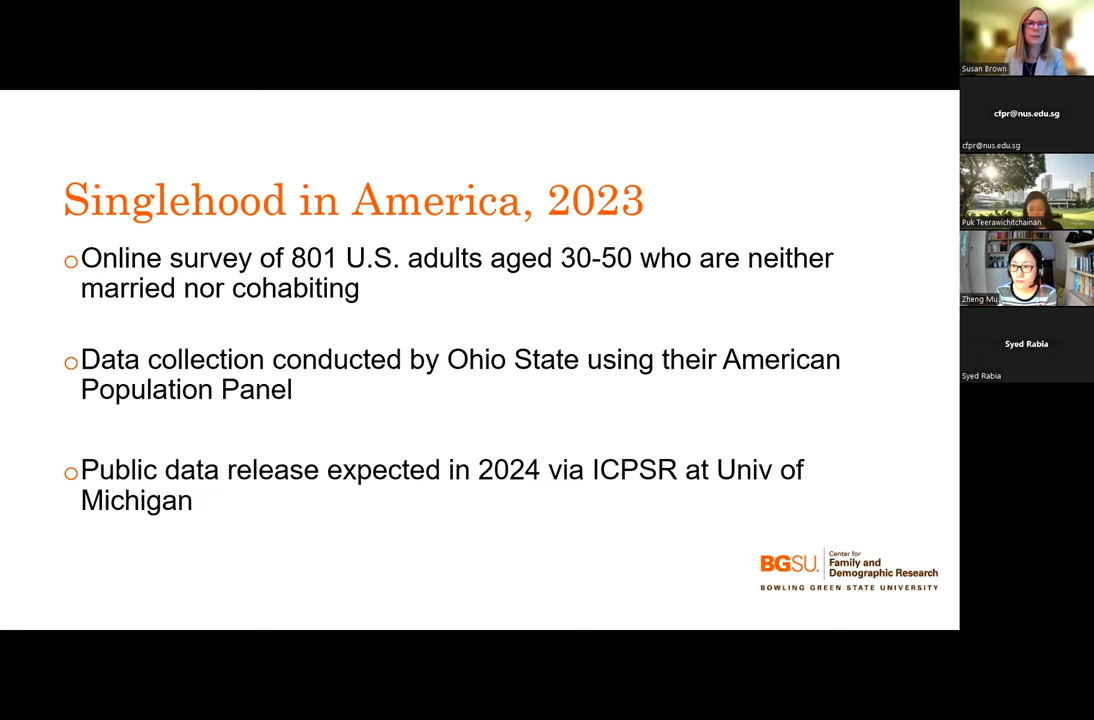 Singlehood in America, 2023
Online survey of 801 U.S. adults aged 30-50 who are neither
married nor cohabiting
Data collection conducted by Ohio State using their American
Population Panel
Public data release expected in 2024 via ICPSR at Univ of
Michigan
BGSU.
Center for
Family and
Demographic Research
BOWLING GREEN STATE UNIVERSITY
Susan Brown
cfpr@nus.edu.sg
cfpr@nus.edu.sg
Puk Teerawichitchainan
Zheng Mu
Syed Rabia
Syed Rabia